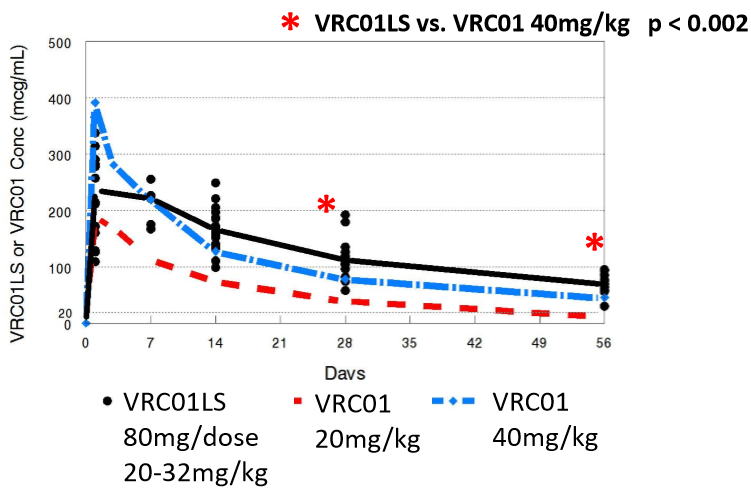 * VRC01LS vs. VRC01 40mg/kg p < 0.002
VRC01LS or VRC01 Conc (mcg/mL)
500
400
300
200
100
20
0
* *
0 7 14 21 28 35 42 49 56
Davs
VRC01LS
80mg/dose
20-32mg/kg
VRC01
20mg/kg
VRC01
40mg/kg